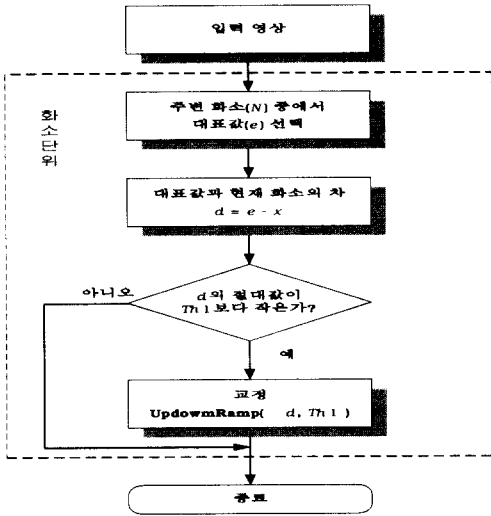 입력 영상
화소단위
주변 화소(N) 중에서
대표값(e) 선택
대표값과 현재 화소의 차
d = e - x
d의 절대값이
Th1보다 작은가?
아니오
예
교정
UpdowmRamp( d, Th1 )
종료